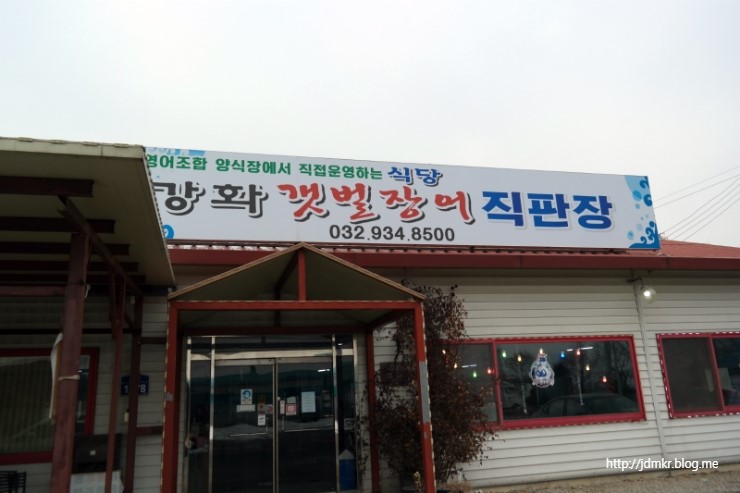 영어조합 양식장에서 직접운영하는 식당
강화 갯벌장어 직판장
032.934.8500
http://jdmkr.blog.me